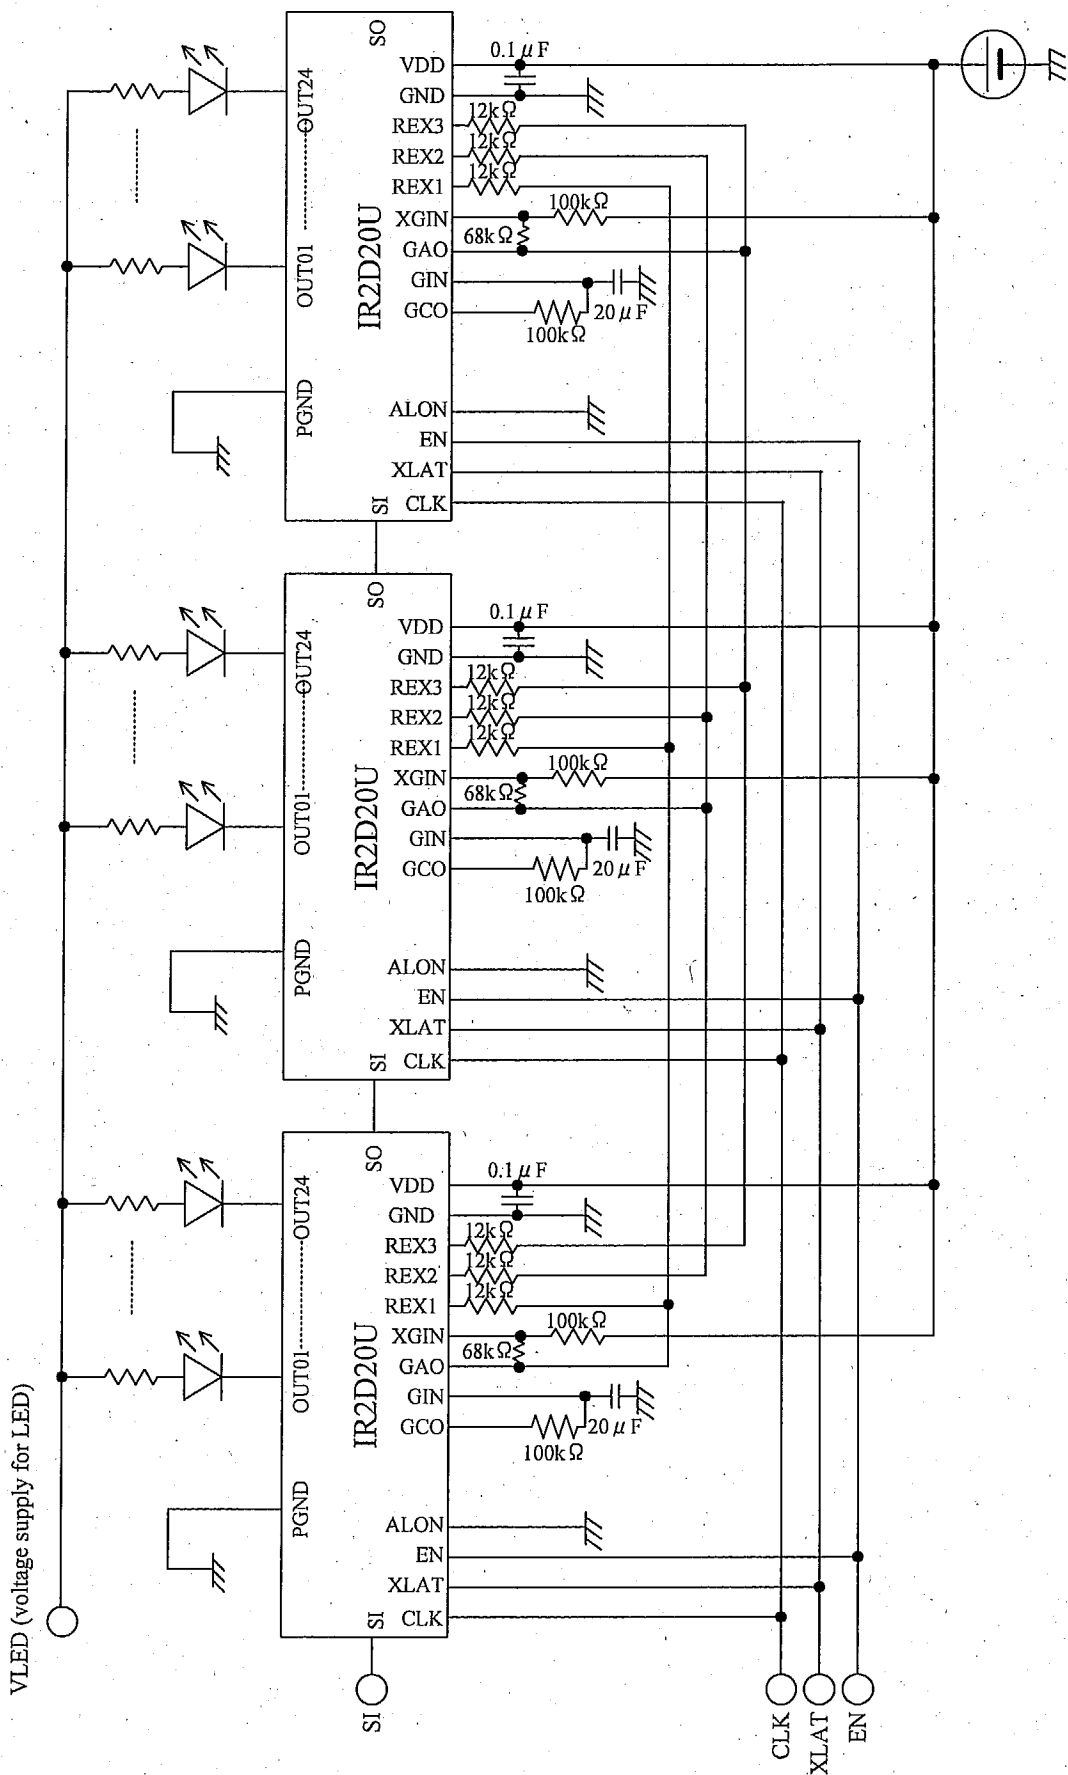 SO
0.1μF
VDD
GND
12kΩ
REX3
12kΩ
REX2
12kΩ
REX1
100kΩ
XGIN
68kΩ
GAO
GIN
20μF
GCO
100kΩ
OUT24
OUT01
IR2D20U
PGND
ALON
EN
XLAT
SI
CLK
SO
0.1μF
VDD
GND
12kΩ
REX3
12kΩ
REX2
12kΩ
REX1
100kΩ
XGIN
68kΩ
GAO
GIN
20μF
GCO
100kΩ
OUT24
OUT01
IR2D20U
PGND
ALON
EN
XLAT
SI
CLK
SO
0.1μF
VDD
GND
12kΩ
REX3
12kΩ
REX2
12kΩ
REX1
100kΩ
XGIN
68kΩ
GAO
GIN
20μF
GCO
100kΩ
OUT24
OUT01
IR2D20U
PGND
ALON
EN
XLAT
SI
CLK
VLED (voltage supply for LED)
SI
CLK
XLAT
EN